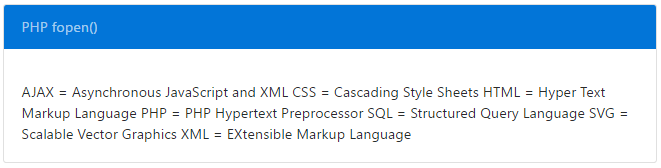 PHP fopen()
AJAX = Asynchronous JavaScript and XML CSS = Cascading Style Sheets HTML = Hyper Text
Markup Language PHP = PHP Hypertext Preprocessor SQL = Structured Query Language SVG =
Scalable Vector Graphics XML = EXtensible Markup Language